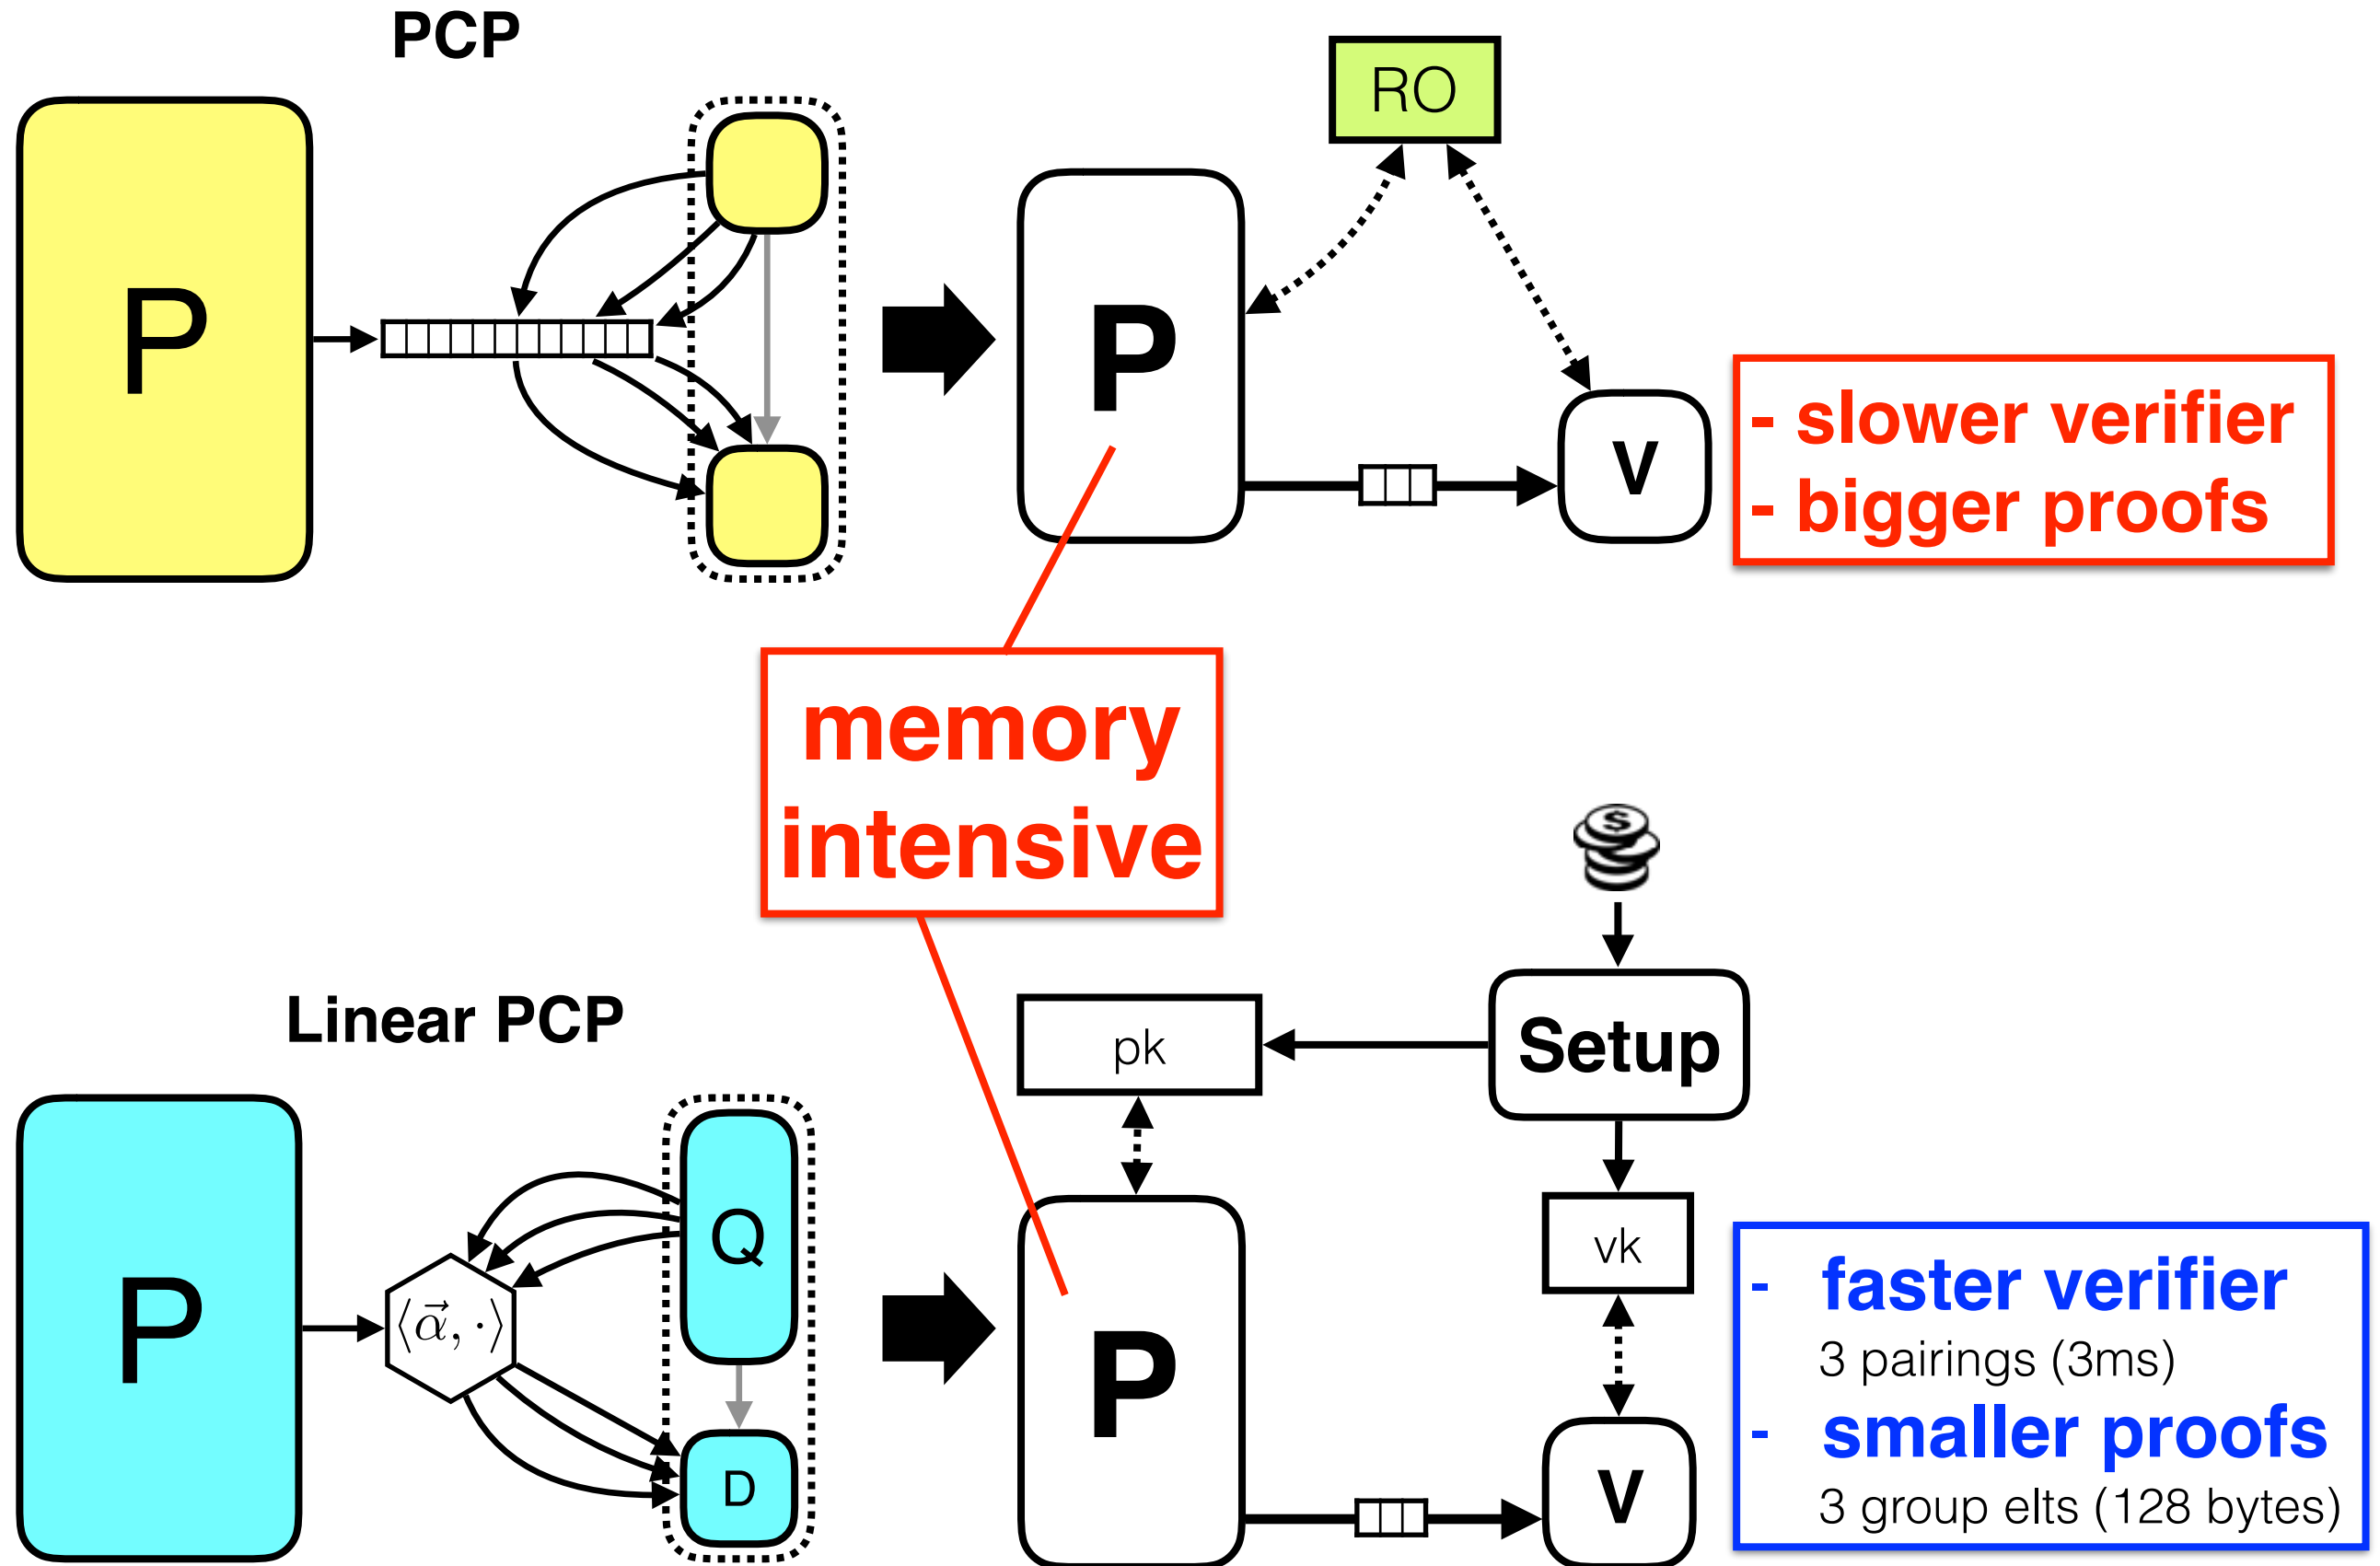 PCP
RO
P
P
V
- slower verifier
- bigger proofs
memory
intensive
$
Linear PCP
pk
Setup
P
Q
⟨a⃗, ·⟩
D
vk
P
V
- faster verifier
3 pairings (3ms)
- smaller proofs
3 group elts (128 bytes)